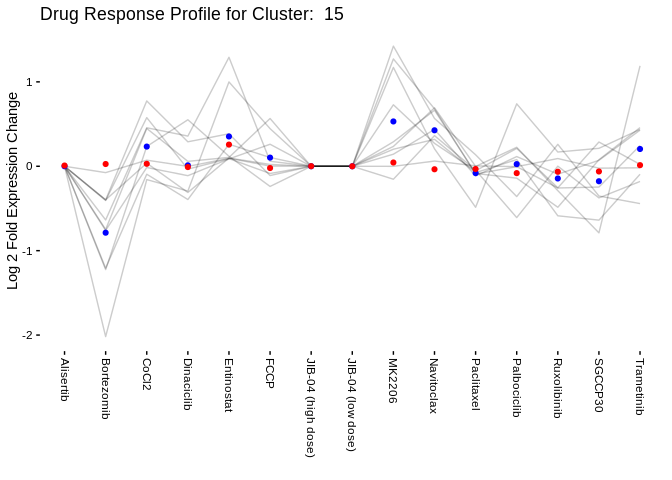 Drug Response Profile for Cluster:  15
Log 2 Fold Expression Change
1
0
-1
-2
Alisertib
Bortezomib
CoCl2
Dinaciclib
Entinostat
FCCP
JIB-04 (high dose)
JIB-04 (low dose)
MK2206
Navitoclax
Paclitaxel
Palbociclib
Ruxolibinib
SGCCP30
Trametinib